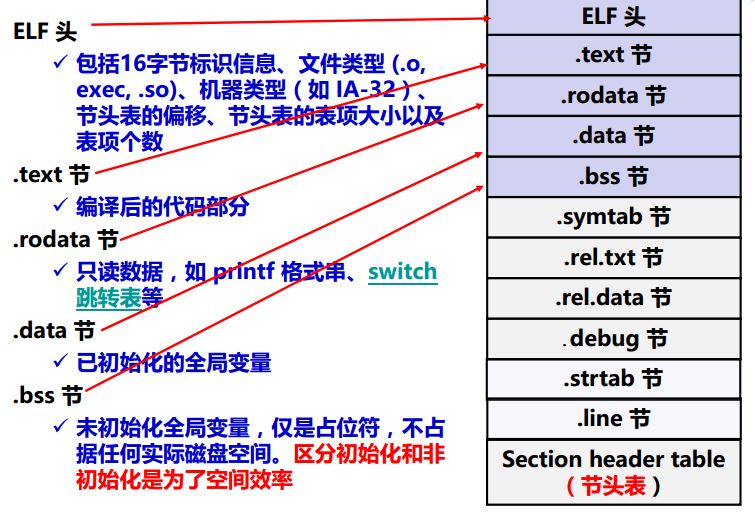 ELF 头
✓ 包括16字节标识信息、文件类型 (.o,
exec, .so)、机器类型（如 IA-32）、
节头表的偏移、节头表的表项大小以及
表项个数
.text 节
✓ 编译后的代码部分
.rodata 节
✓ 只读数据，如 printf 格式串、switch
跳转表等
.data 节
✓ 已初始化的全局变量
.bss 节
✓ 未初始化全局变量，仅是占位符，不占
据任何实际磁盘空间。区分初始化和非
初始化是为了空间效率
ELF 头
.text 节
.rodata 节
.data 节
.bss 节
.symtab 节
.rel.txt 节
.rel.data 节
.debug 节
.strtab 节
.line 节
Section header table
（节头表）